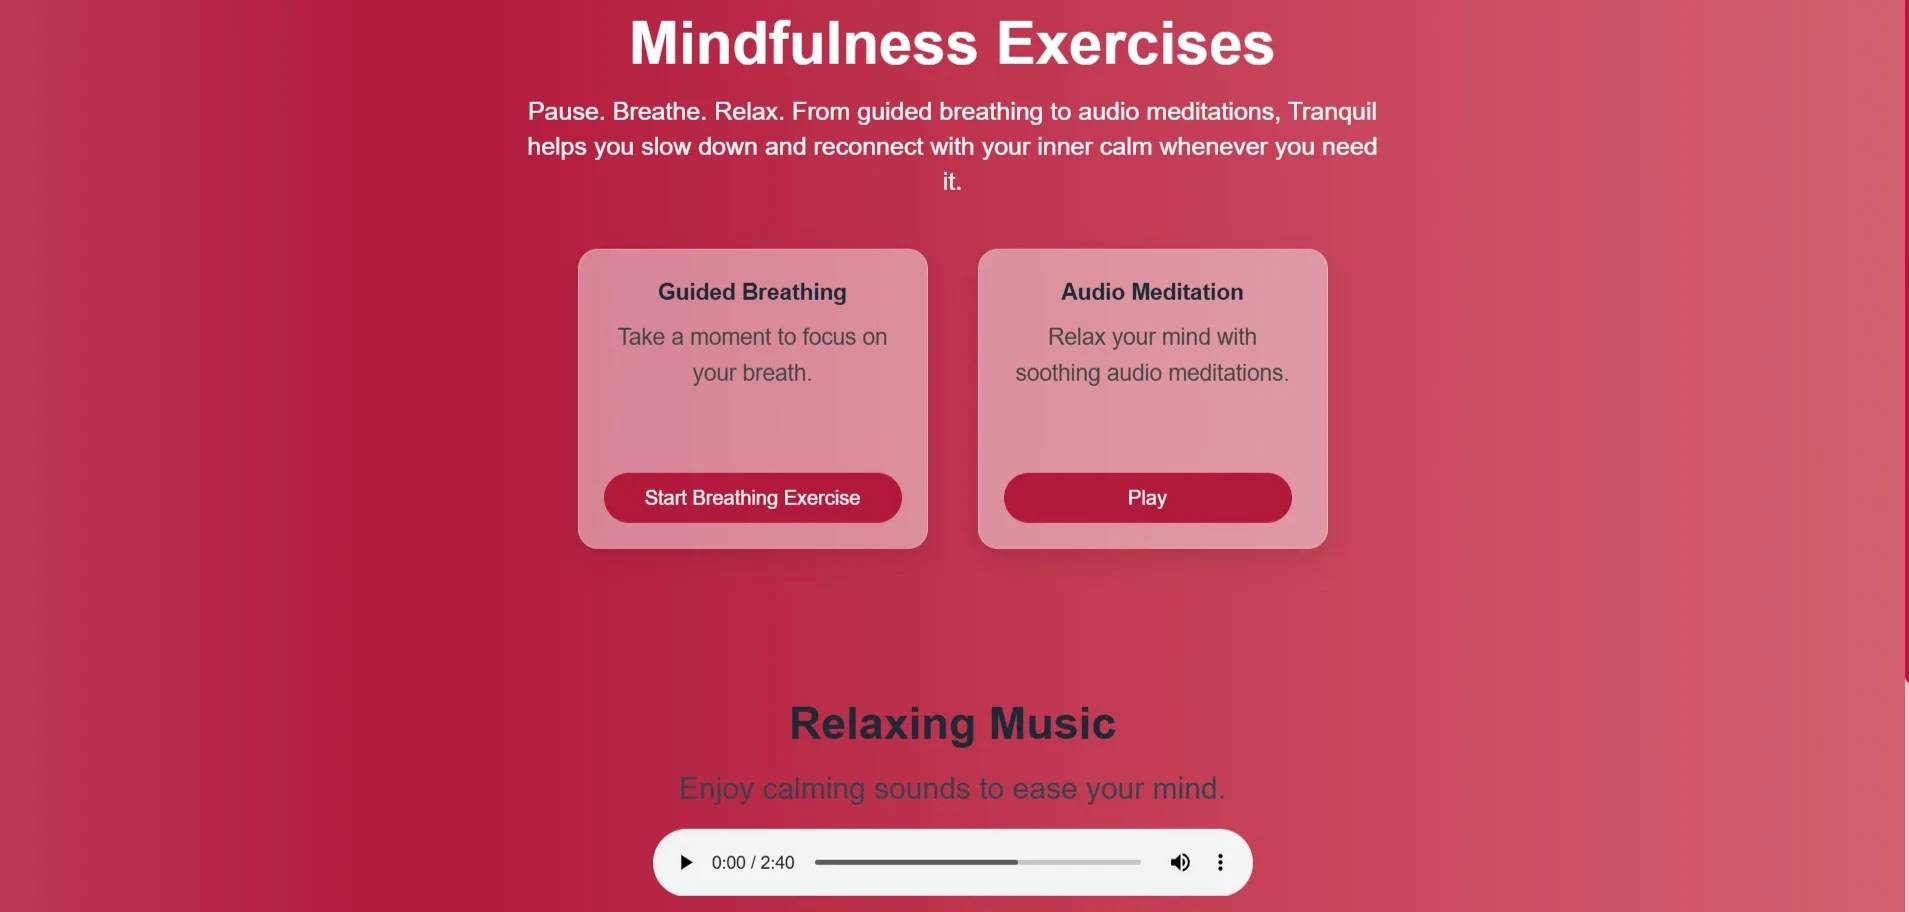 Mindfulness Exercises
Pause. Breathe. Relax. From guided breathing to audio meditations, Tranquil
helps you slow down and reconnect with your inner calm whenever you need
it.
Guided Breathing
Take a moment to focus on
your breath.
Start Breathing Exercise
Audio Meditation
Relax your mind with
soothing audio meditations.
Play
Relaxing Music
Enjoy calming sounds to ease your mind.
0:00 / 2:40